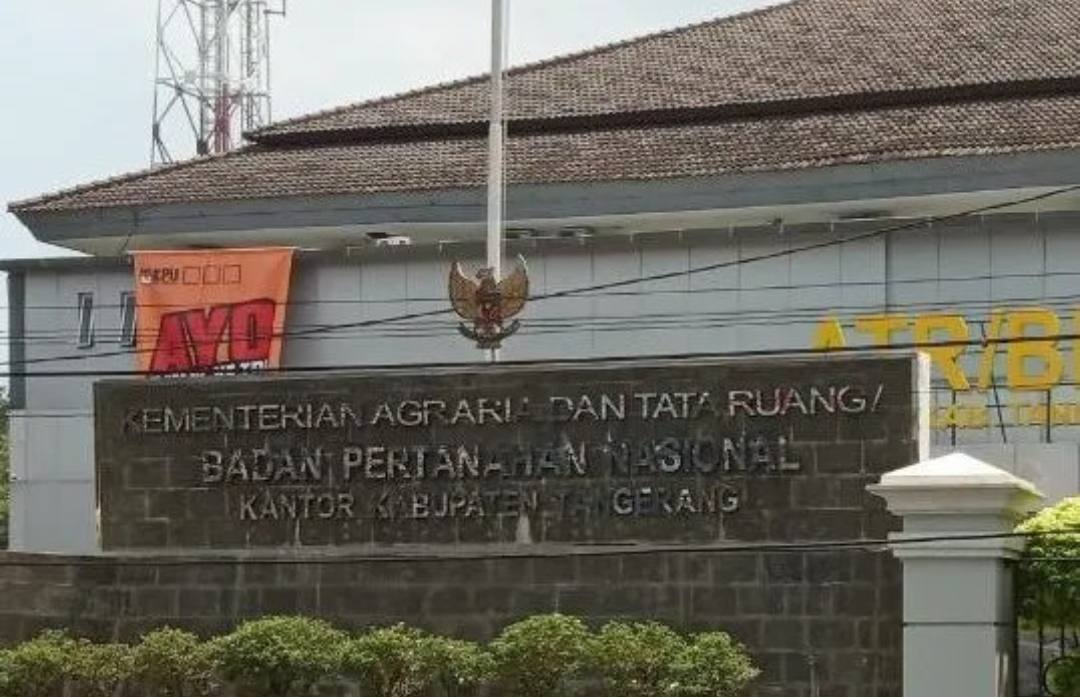 AYO
ATR/B
KEMENTERIAN AGRARIA DAN TATA RUANG/
BADAN PERTANAHAN NASIONAL
KANTOR KABUPATEN TANGERANG